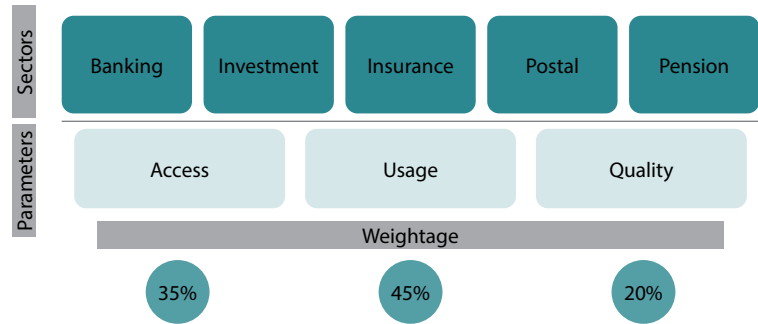 Sectors
Banking
Investment
Insurance
Postal
Pension
Parameters
Access
Usage
Quality
Weightage
35%
45%
20%